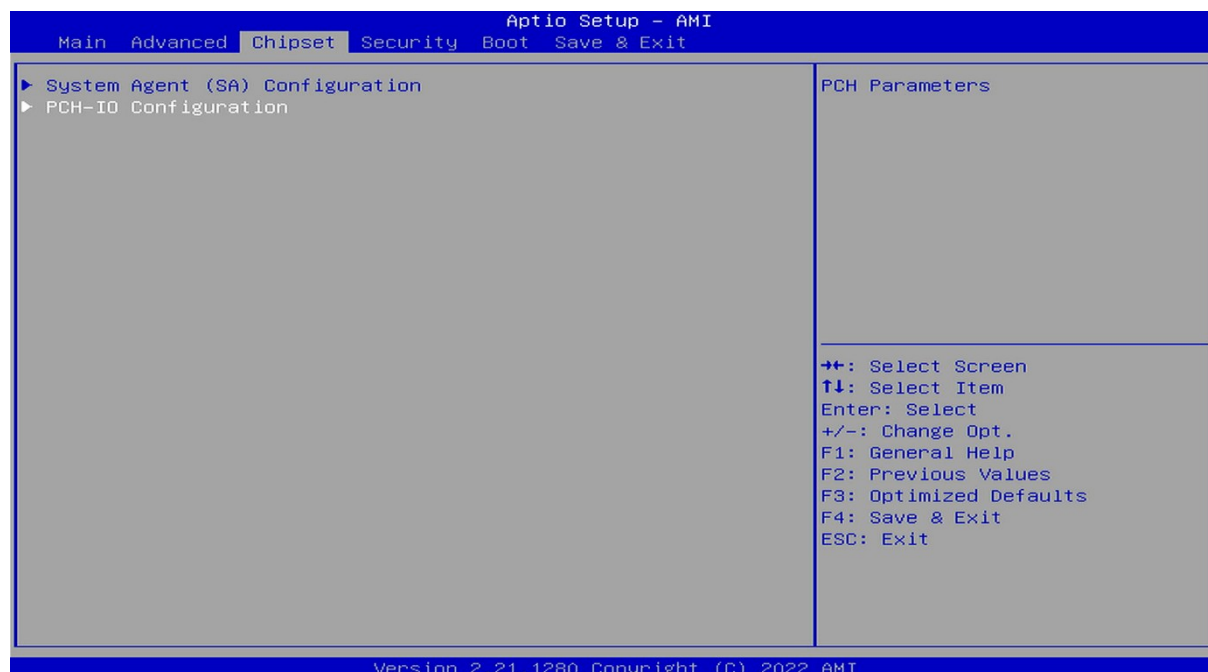 Aptio Setup - AMI
Main Advanced Chipset Security Boot Save & Exit
► System Agent (SA) Configuration
► PCH-IO Configuration
PCH Parameters
→←: Select Screen
↑↓: Select Item
Enter: Select
+/-: Change Opt.
F1: General Help
F2: Previous Values
F3: Optimized Defaults
F4: Save & Exit
ESC: Exit
Version 2.21.1280 Copyright (C) 2022 AMI